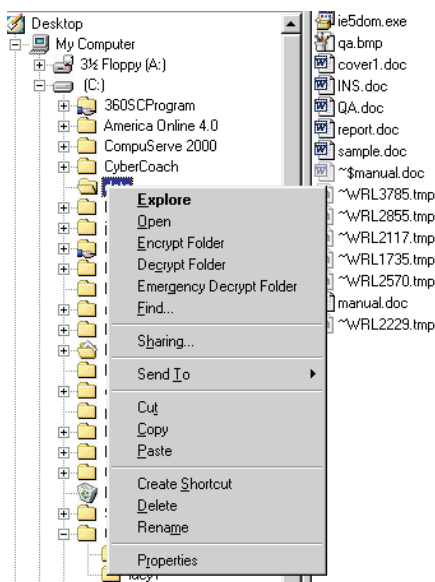 Desktop
My Computer
3½ Floppy (A:)
(C:)
360SCProgram
America Online 4.0
CompuServe 2000
CyberCoach
Explore
Open
Encrypt Folder
Decrypt Folder
Emergency Decrypt Folder
Find...
Sharing...
Send To
Cut
Copy
Paste
Create Shortcut
Delete
Rename
Properties
ie5dom.exe
qa.bmp
cover1.doc
INS.doc
QA.doc
report.doc
sample.doc
~$manual.doc
~WRL3785.tmp
~WRL2855.tmp
~WRL2117.tmp
~WRL1735.tmp
~WRL2570.tmp
manual.doc
~WRL2229.tmp